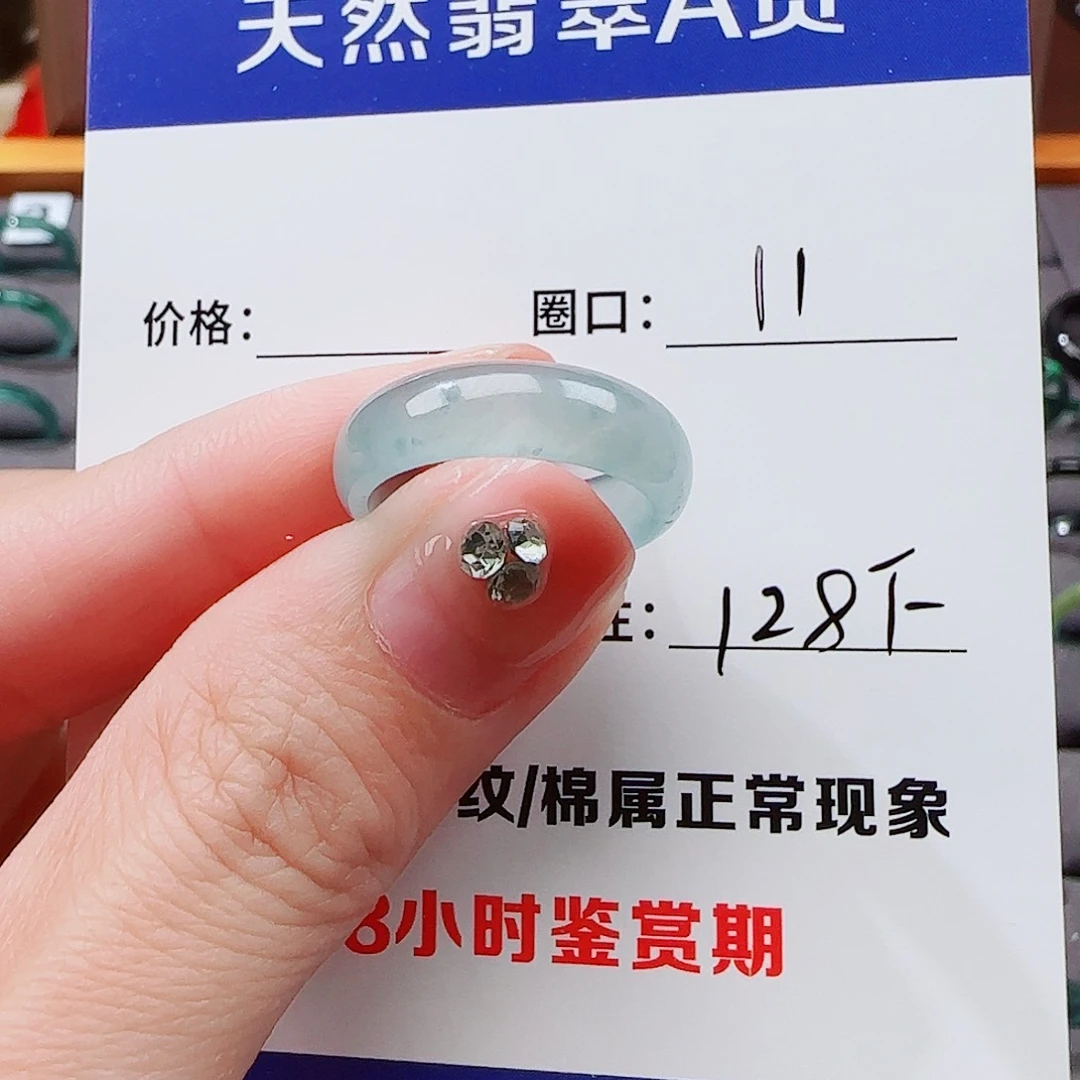 天然翡翠A货
价格： 圈口： 11
注： 128下
纹/棉属正常现象
8小时鉴赏期